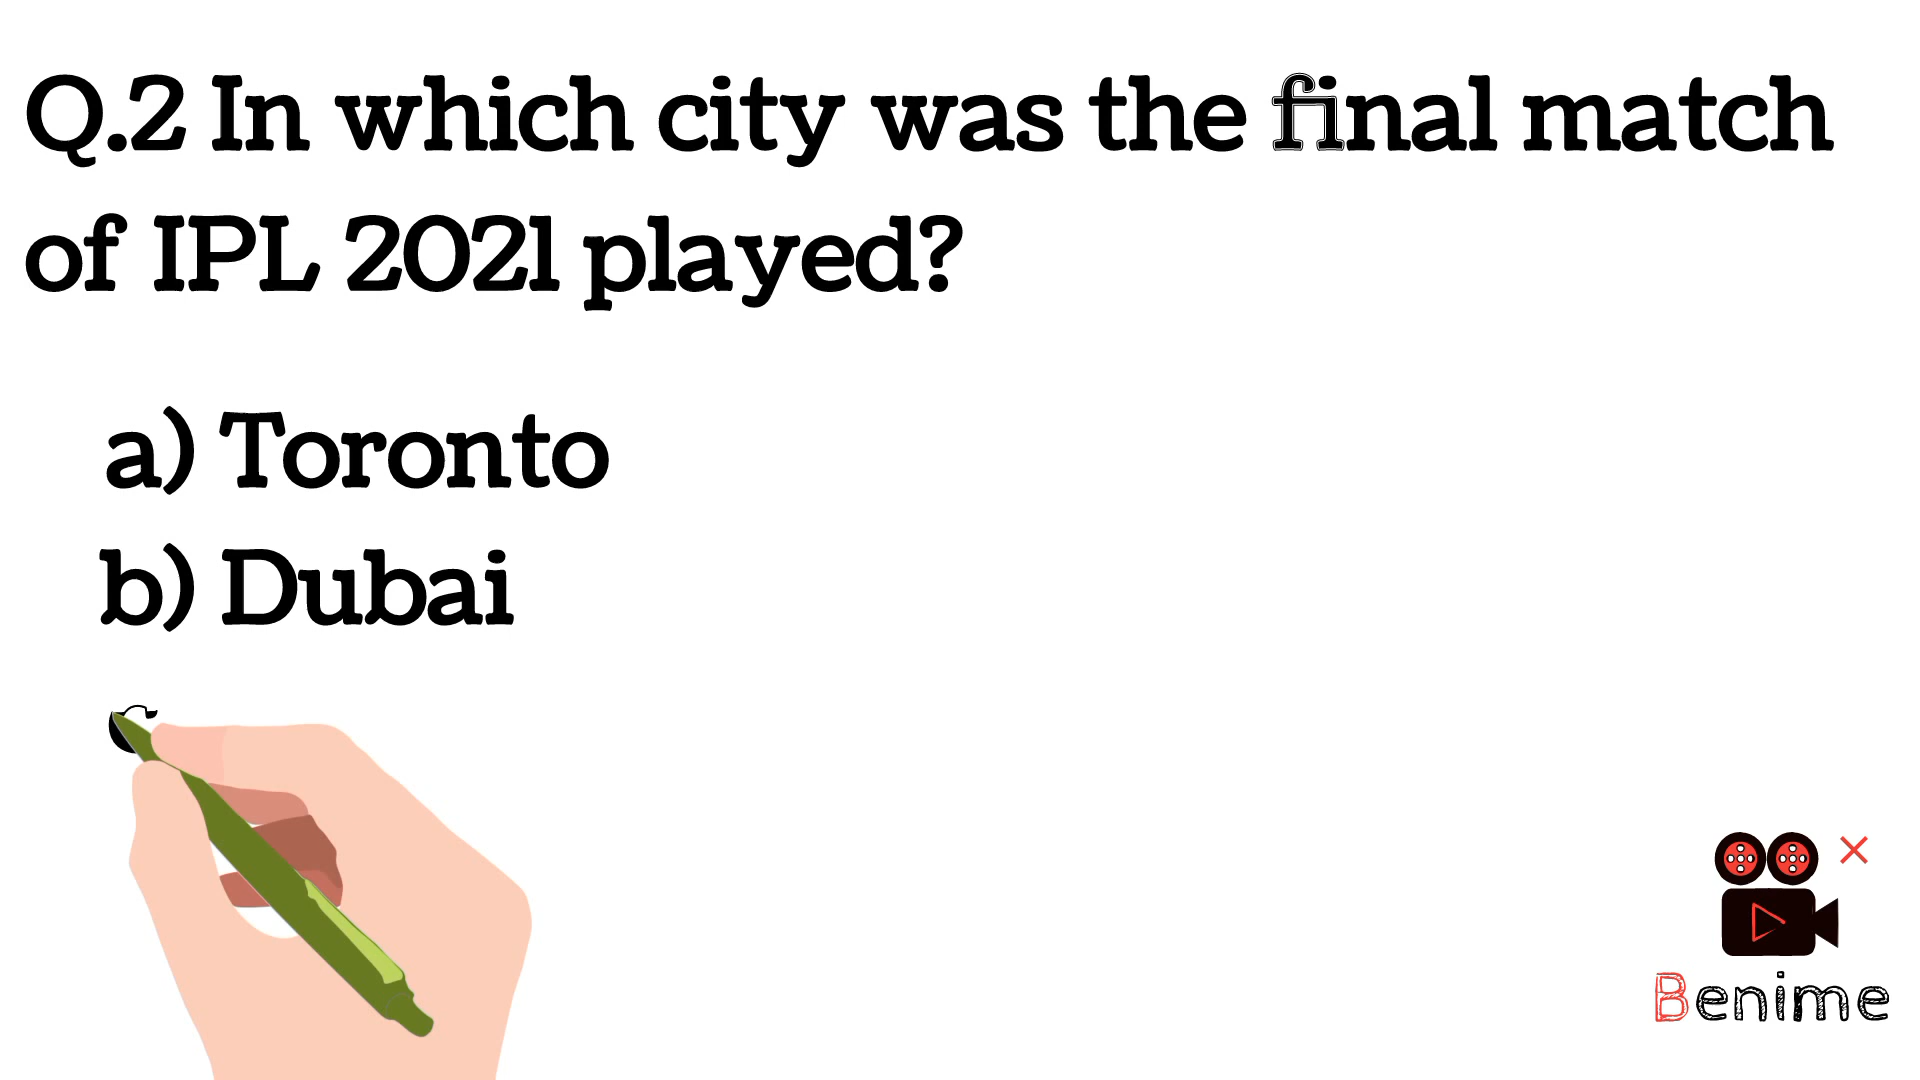 Q.2 In which city was the final match
of IPL 2021 played?
a) Toronto
b) Dubai
Benime